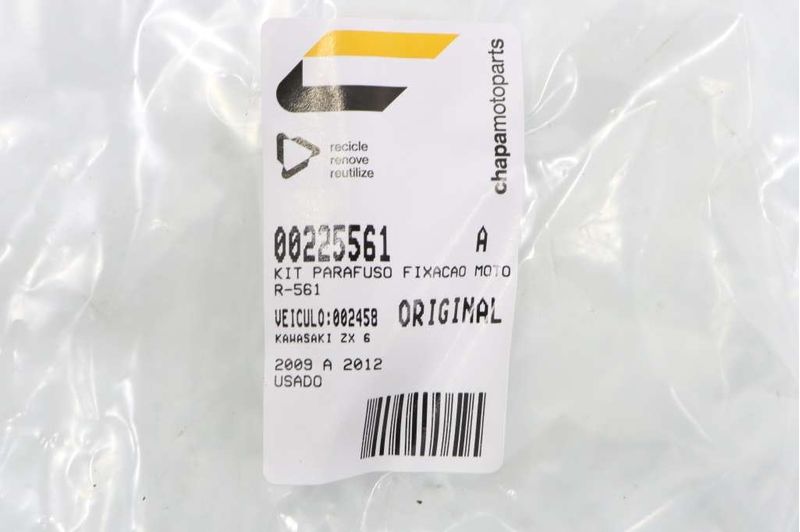 chapamotoparts
recicle
renove
reutilize
00225561 A
KIT PARAFUSO FIXACAO MOTO
R-561
VEICULO:002458 ORIGINAL
KAWASAKI ZX 6
2009 A 2012
USADO